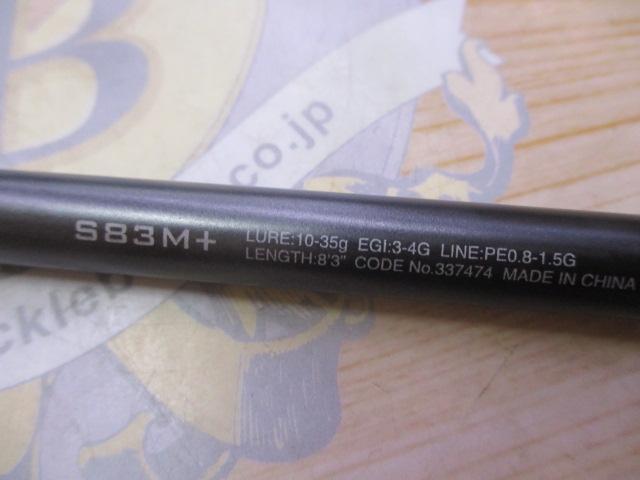 B
co.jp
cklep
S83M+
LURE:10-35g EGI:3-4G LINE:PE0.8-1.5G
LENGTH:8'3" CODE No.337474 MADE IN CHINA